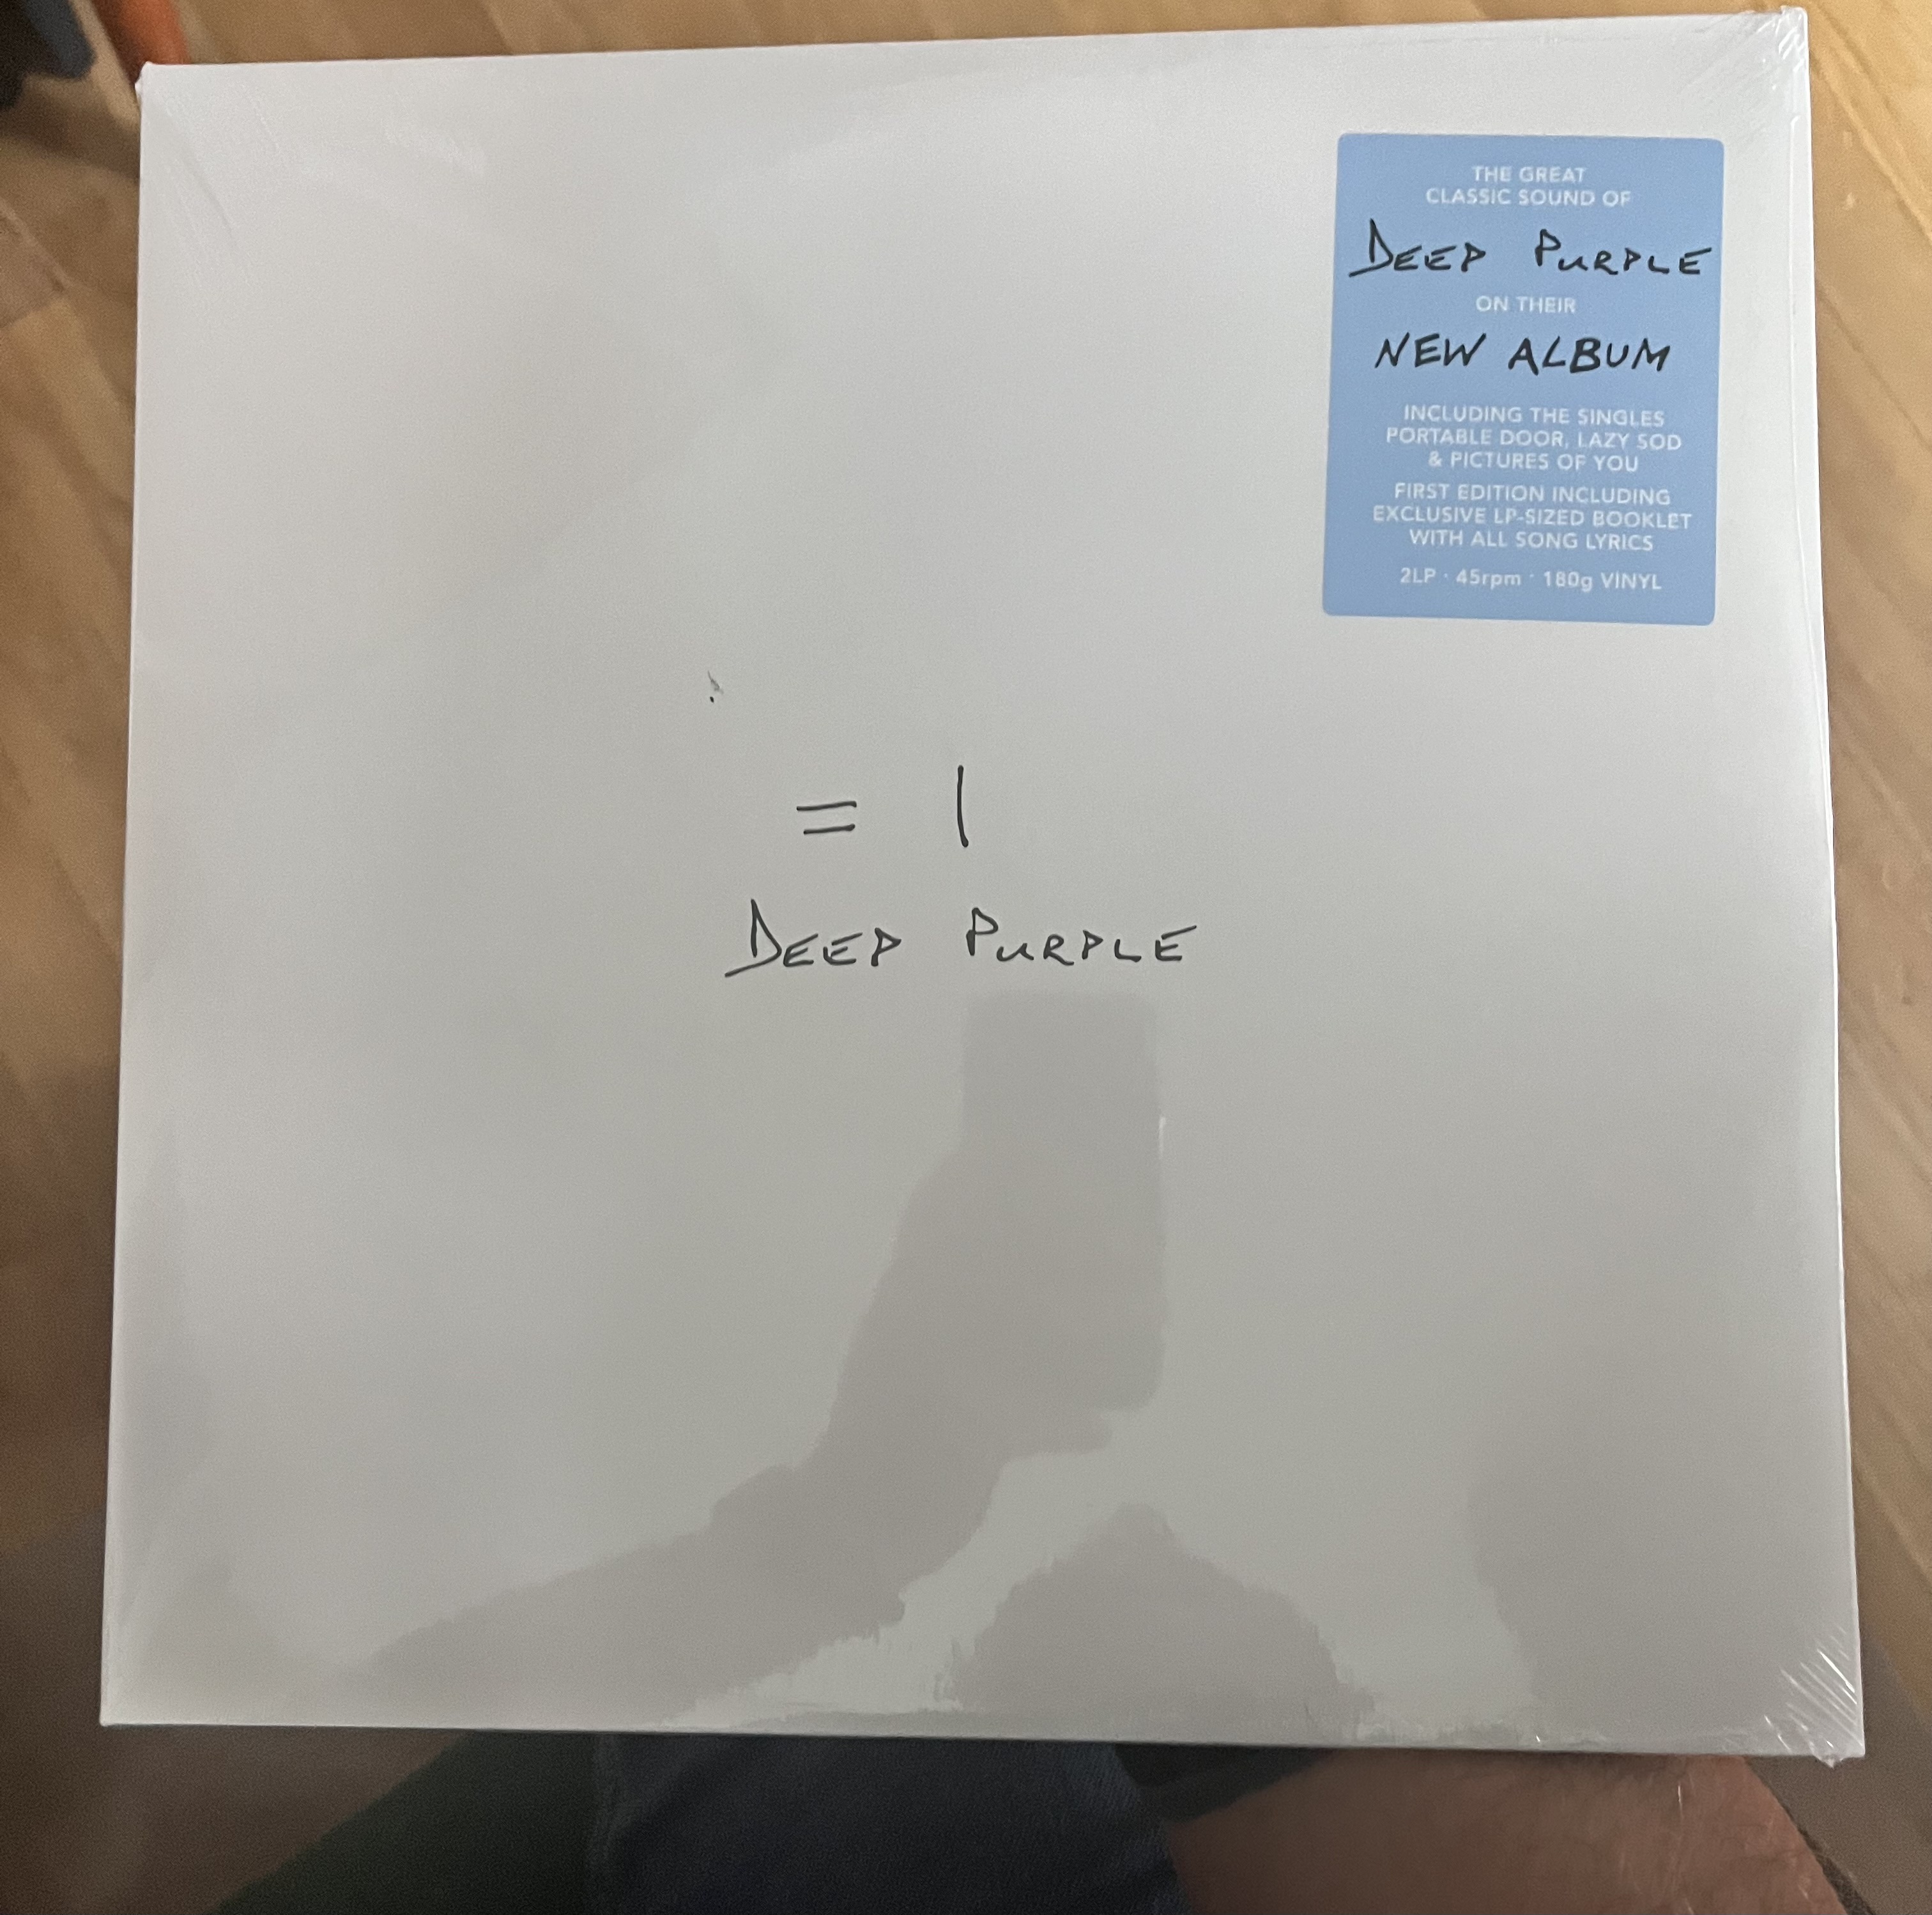 THE GREAT
CLASSIC SOUND OF
DEEP PURPLE
ON THEIR
NEW ALBUM
INCLUDING THE SINGLES
PORTABLE DOOR, LAZY SOD
& PICTURES OF YOU
FIRST EDITION INCLUDING
EXCLUSIVE LP-SIZED BOOKLET
WITH ALL SONG LYRICS
2LP · 45rpm · 180g VINYL
= 1
DEEP PURPLE